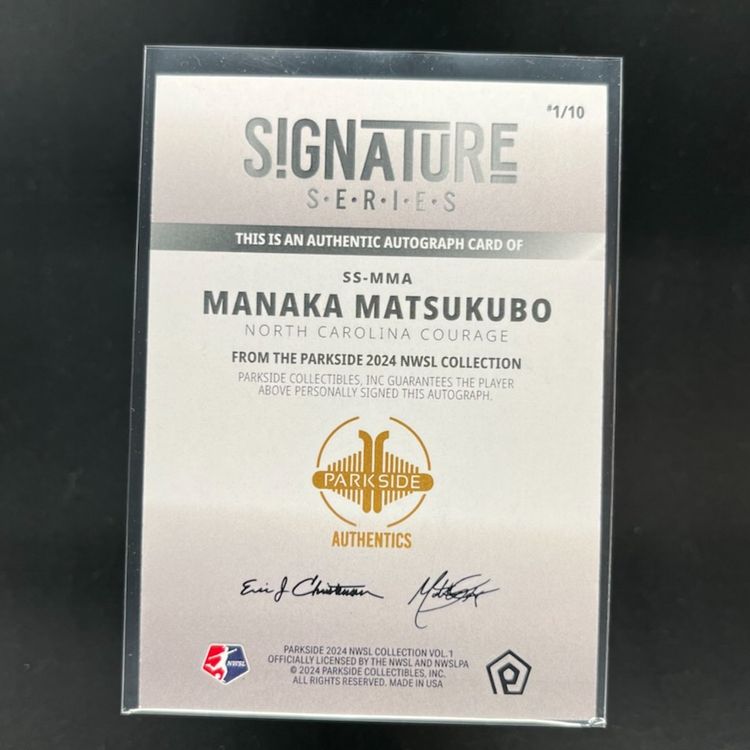 #1/10
SIGNATURE
S·E·R·I·E·S
THIS IS AN AUTHENTIC AUTOGRAPH CARD OF
SS-MMA
MANAKA MATSUKUBO
NORTH CAROLINA COURAGE
FROM THE PARKSIDE 2024 NWSL COLLECTION
PARKSIDE COLLECTIBLES, INC GUARANTEES THE PLAYER
ABOVE PERSONALLY SIGNED THIS AUTOGRAPH.
PARKSIDE
AUTHENTICS
Eric J Christensen
NWSL
PARKSIDE 2024 NWSL COLLECTION VOL.1
OFFICIALLY LICENSED BY THE NWSL AND NWSLPA
© 2024 PARKSIDE COLLECTIBLES, INC.
ALL RIGHTS RESERVED. MADE IN USA